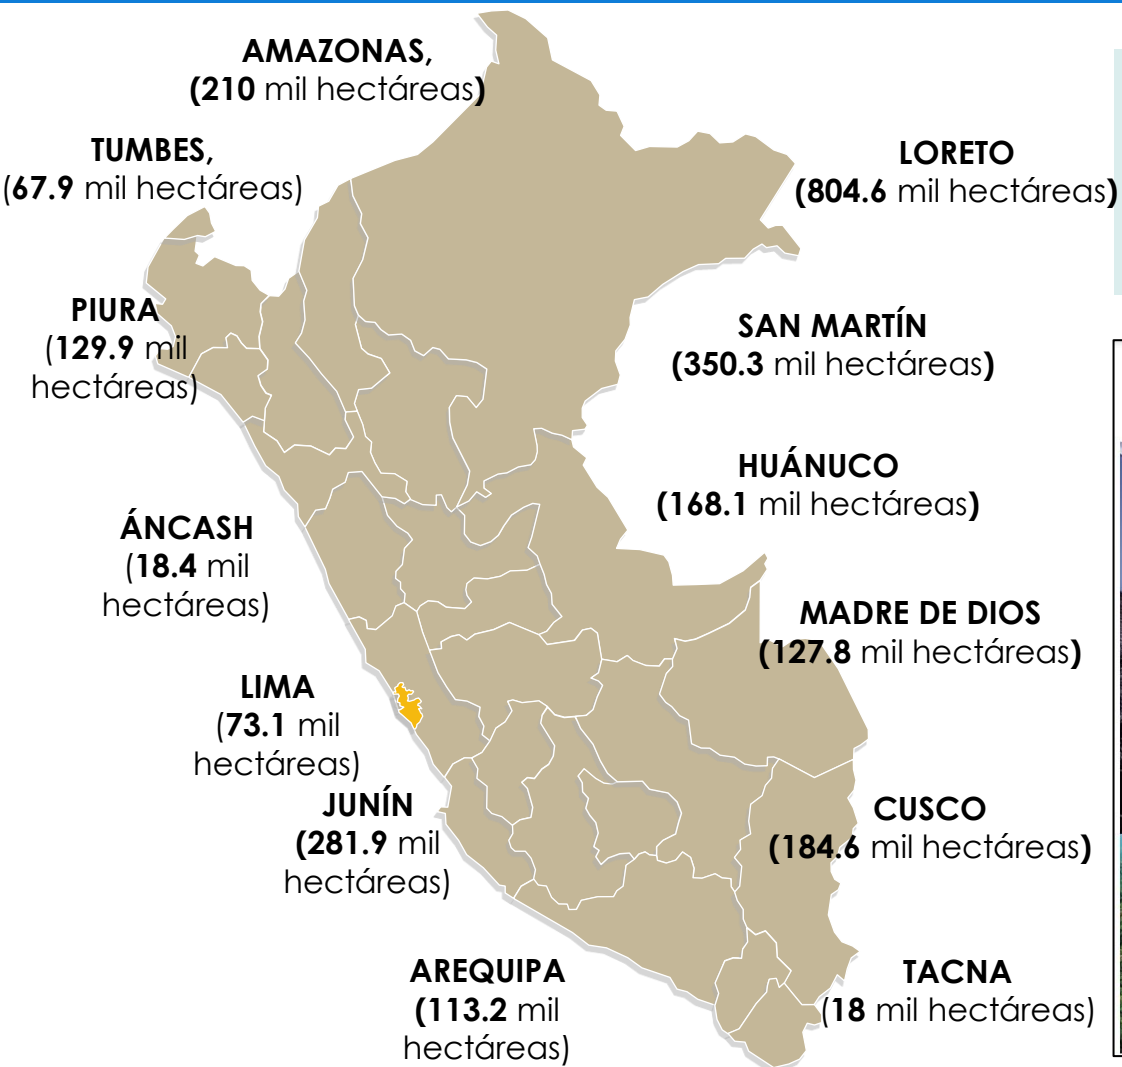 AMAZONAS,
(210 mil hectáreas)
TUMBES,
(67.9 mil hectáreas)
LORETO
(804.6 mil hectáreas)
PIURA
(129.9 mil
hectáreas)
SAN MARTÍN
(350.3 mil hectáreas)
HUÁNUCO
(168.1 mil hectáreas)
ÁNCASH
(18.4 mil
hectáreas)
MADRE DE DIOS
(127.8 mil hectáreas)
LIMA
(73.1 mil
hectáreas)
JUNÍN
(281.9 mil
hectáreas)
CUSCO
(184.6 mil hectáreas)
AREQUIPA
(113.2 mil
hectáreas)
TACNA
(18 mil hectáreas)